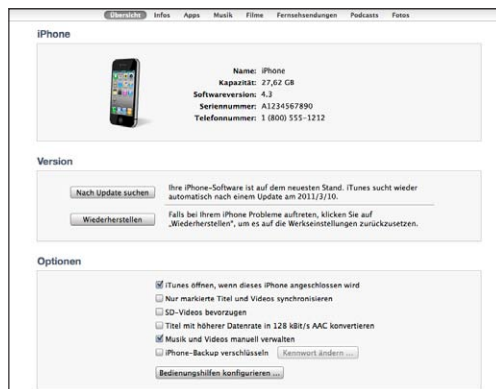 Übersicht Infos Apps Musik Filme Fernsehsendungen Podcasts Fotos
iPhone
Name: iPhone
Kapazität: 27,62 GB
Softwareversion: 4.3
Seriennummer: A1234567890
Telefonnummer: 1 (800) 555-1212
Version
Nach Update suchen
Ihre iPhone-Software ist auf dem neuesten Stand. iTunes sucht wieder
automatisch nach einem Update am 2011/3/10.
Wiederherstellen
Falls bei Ihrem iPhone Probleme auftreten, klicken Sie auf
„Wiederherstellen“, um es auf die Werkseinstellungen zurückzusetzen.
Optionen
iTunes öffnen, wenn dieses iPhone angeschlossen wird
Nur markierte Titel und Videos synchronisieren
SD-Videos bevorzugen
Titel mit höherer Datenrate in 128 kBit/s AAC konvertieren
Musik und Videos manuell verwalten
iPhone-Backup verschlüsseln Kennwort ändern ...
Bedienungshilfen konfigurieren ...